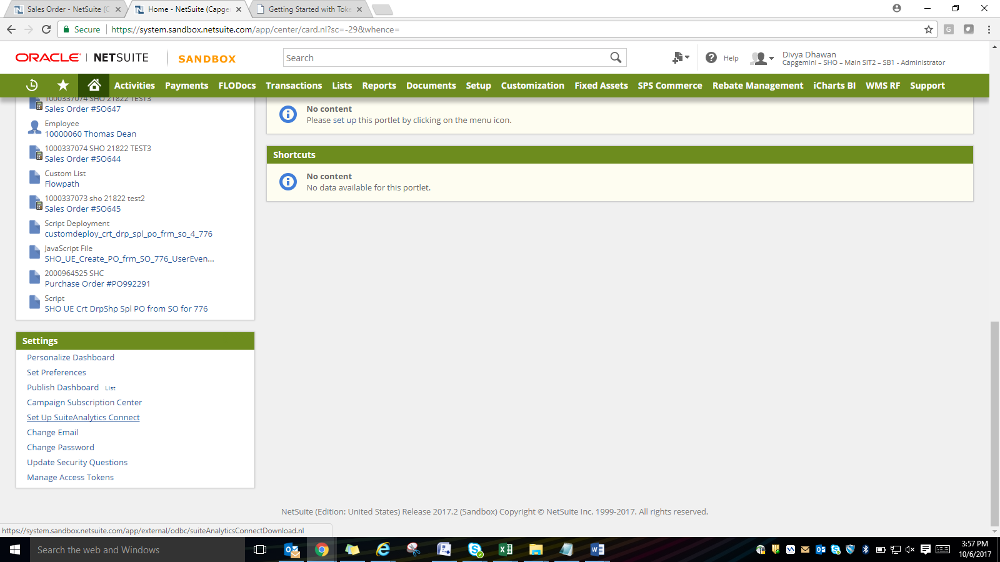 Sales Order - NetSuite (C
Home - NetSuite (Capge
Getting Started with Toke
Secure
https://system.sandbox.netsuite.com/app/center/card.nl?sc=-29&whence=
ORACLE | NETSUITE
SANDBOX
Search
Help
Divya Dhawan
Capgemini – SHO – Main SIT2 – SB1 - Administrator
Activities Payments FLODocs Transactions Lists Reports Documents Setup Customization Fixed Assets SPS Commerce Rebate Management iCharts BI WMS RF Support
1000337074 SHO 21822 TEST3
Sales Order #SO647
Employee
10000060 Thomas Dean
1000337074 SHO 21822 TEST3
Sales Order #SO644
Custom List
Flowpath
1000337073 sho 21822 test2
Sales Order #SO645
Script Deployment
customdeploy_crt_drp_spl_po_frm_so_4_776
JavaScript File
SHO_UE_Create_PO_frm_SO_776_UserEven...
2000964525 SHC
Purchase Order #PO992291
Script
SHO UE Crt DrpShp Spl PO from SO for 776
No content
Please set up this portlet by clicking on the menu icon.
Shortcuts
No content
No data available for this portlet.
Settings
Personalize Dashboard
Set Preferences
Publish Dashboard List
Campaign Subscription Center
Set Up SuiteAnalytics Connect
Change Email
Change Password
Update Security Questions
Manage Access Tokens
NetSuite (Edition: United States) Release 2017.2 (Sandbox) Copyright © NetSuite Inc. 1999-2017. All rights reserved.
https://system.sandbox.netsuite.com/app/external/odbc/suiteAnalyticsConnectDownload.nl
Search the web and Windows
3:57 PM
10/6/2017